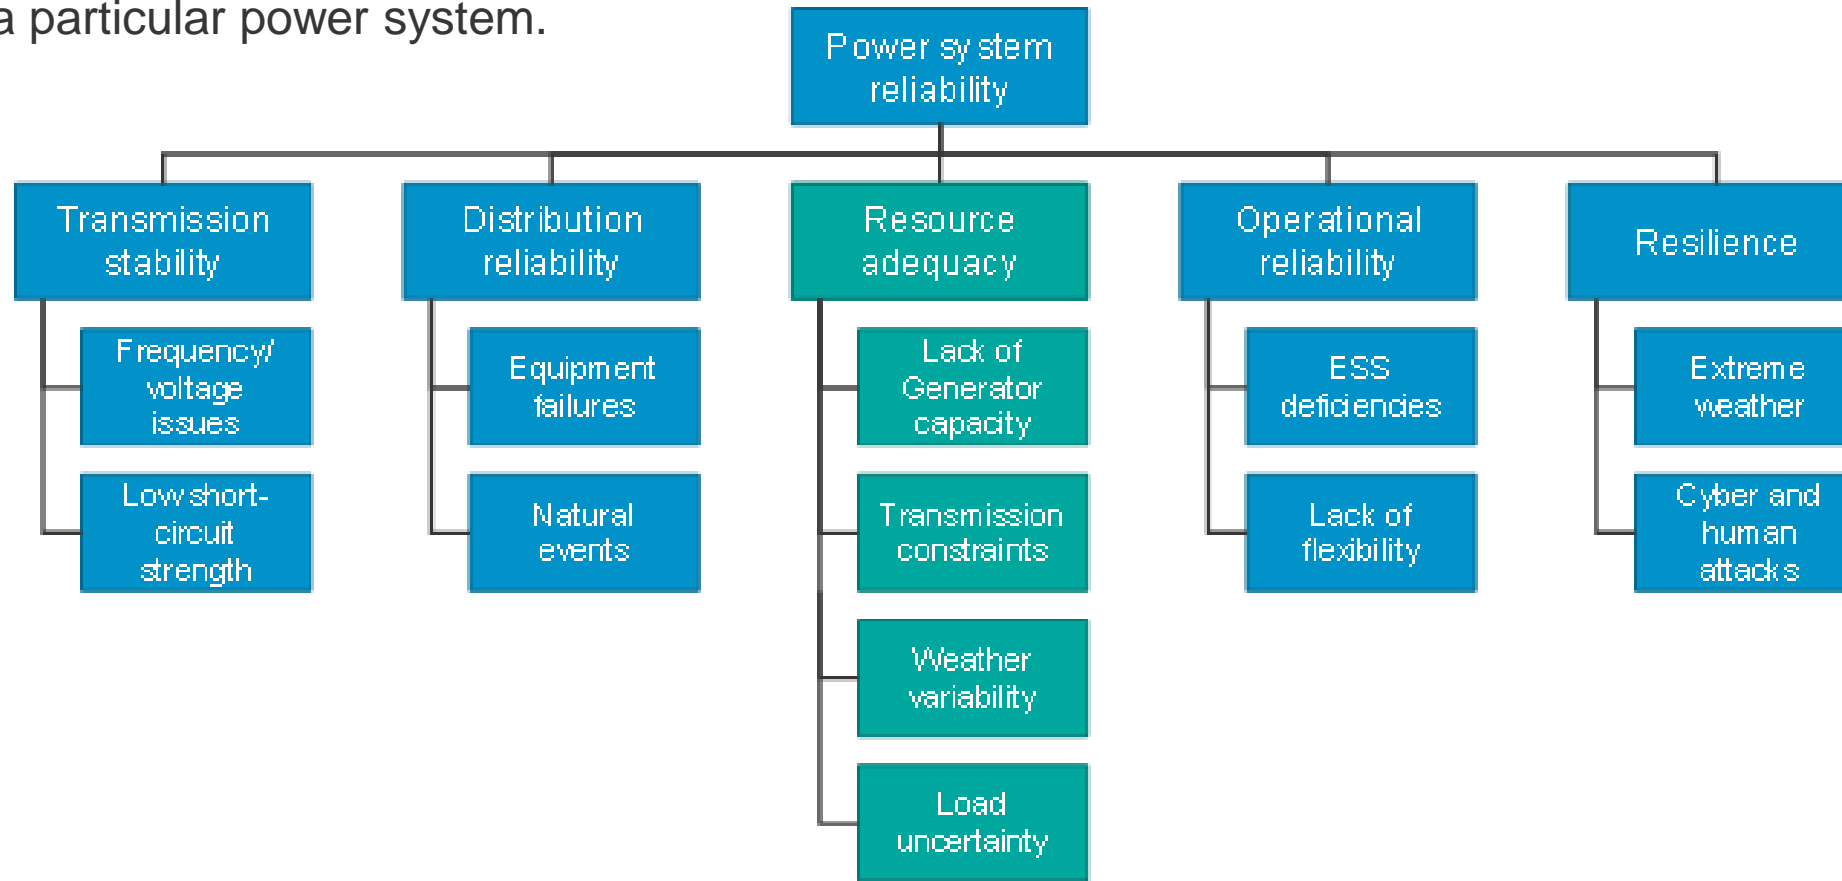 a particular power system.
Power system
reliability
Transmission
stability
Distribution
reliability
Resource
adequacy
Operational
reliability
Resilience
Frequency/
voltage
issues
Low short-
circuit
strength
Equipment
failures
Natural
events
Lack of
Generator
capacity
Transmission
constraints
Weather
variability
Load
uncertainty
ESS
deficiencies
Lack of
flexibility
Extreme
weather
Cyber and
human
attacks